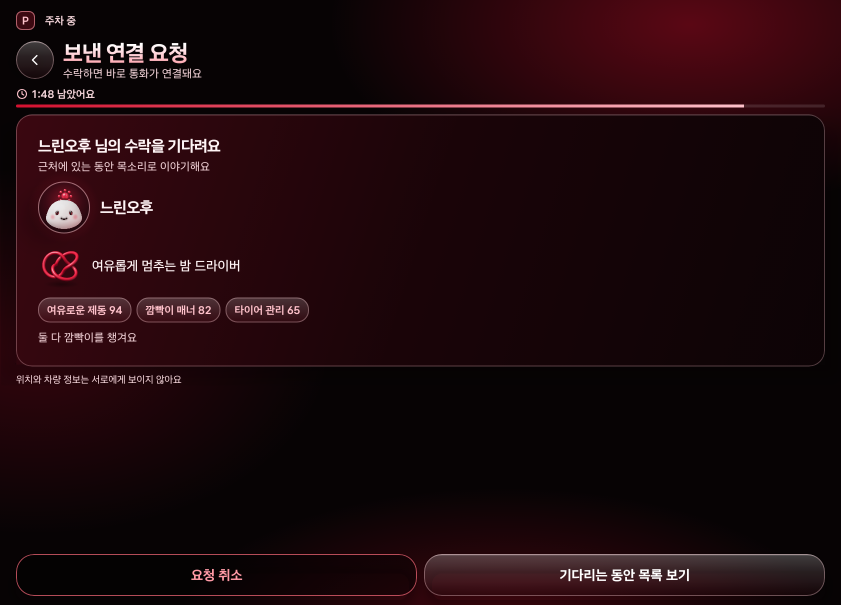 P 주차 중
보낸 연결 요청
수락하면 바로 통화가 연결돼요
1:48 남았어요
느린오후 님의 수락을 기다려요
근처에 있는 동안 목소리로 이야기해요
느린오후
여유롭게 멈추는 밤 드라이버
여유로운 제동 94 깜빡이 매너 82 타이어 관리 65
둘 다 깜빡이를 챙겨요
위치와 차량 정보는 서로에게 보이지 않아요
요청 취소 기다리는 동안 목록 보기